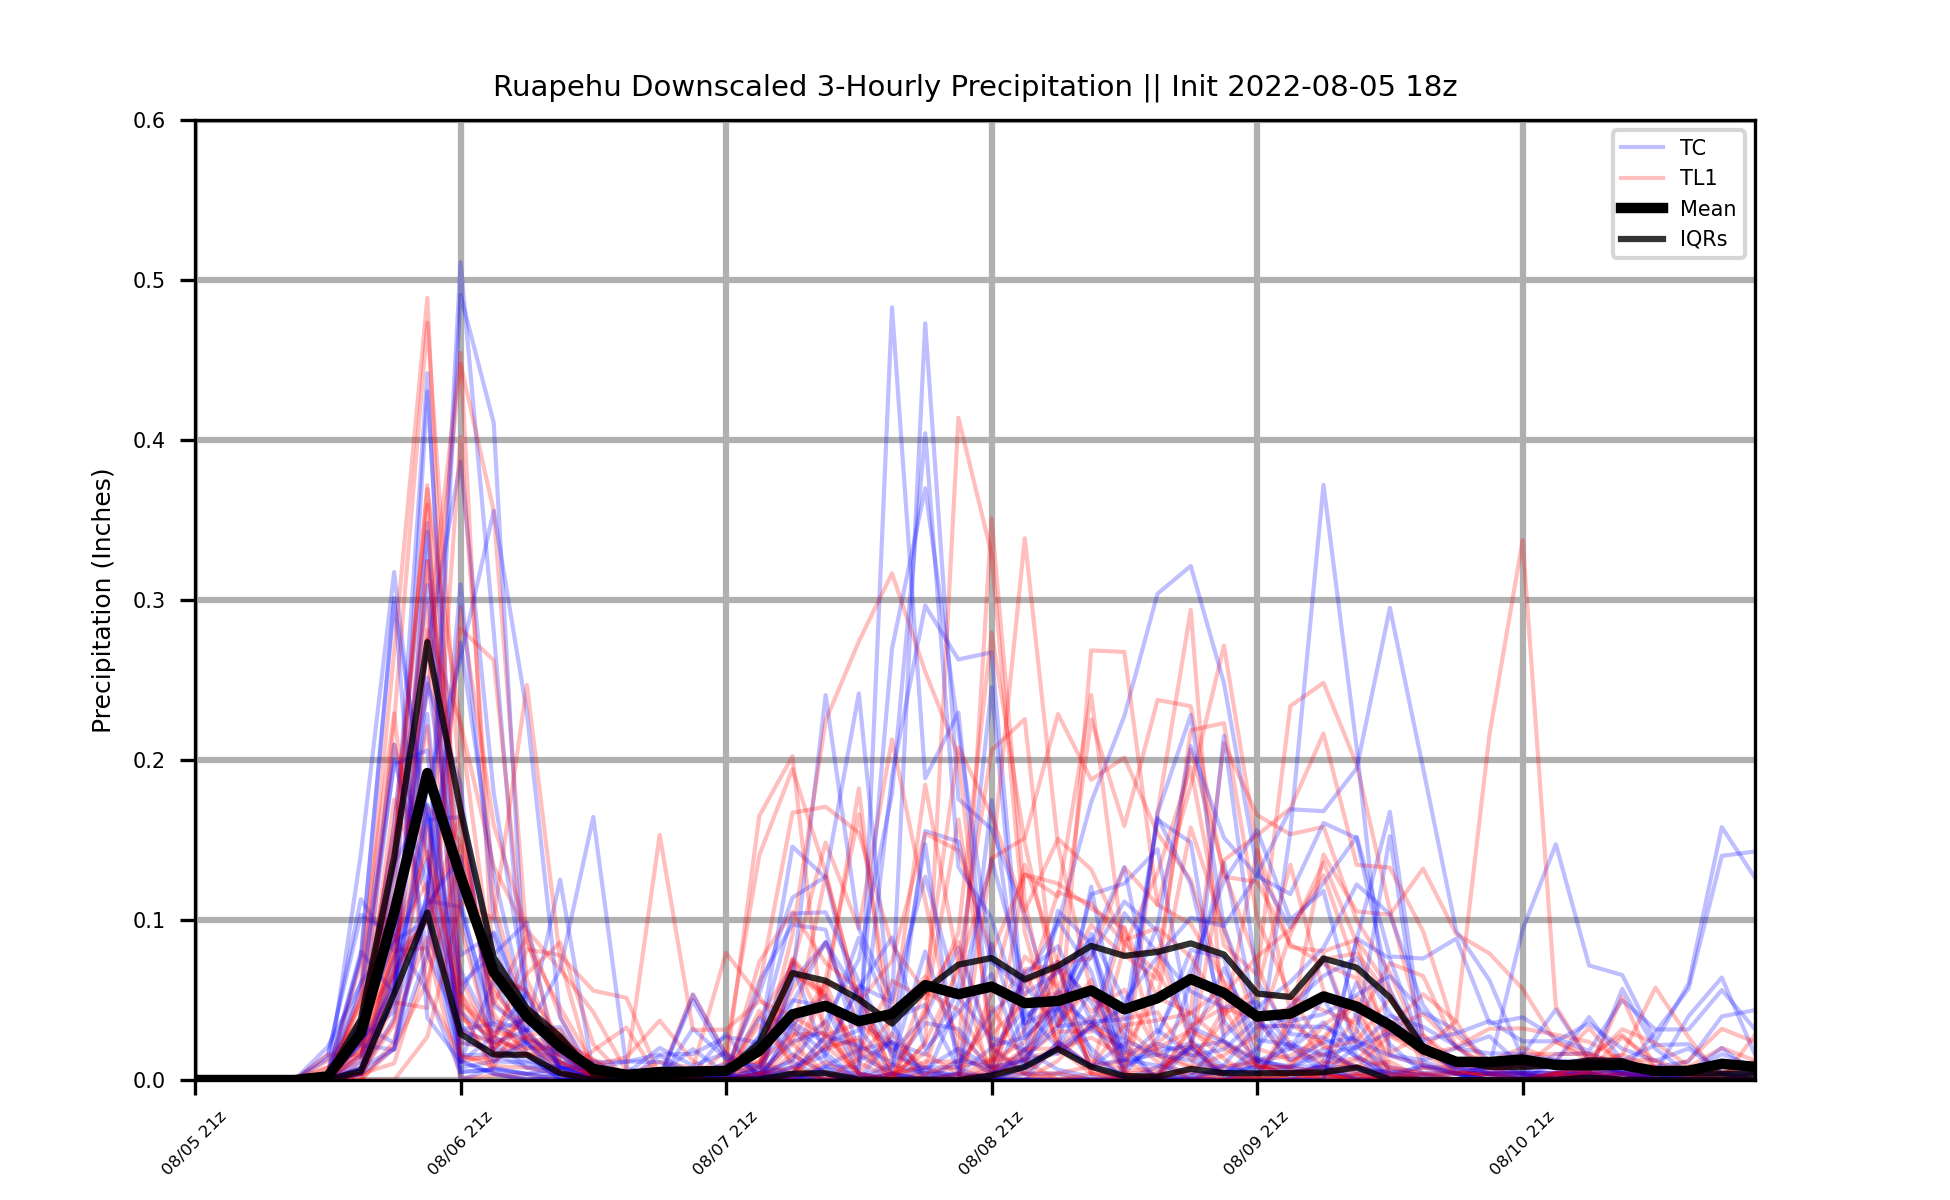 Ruapehu Downscaled 3-Hourly Precipitation || Init 2022-08-05 18z
TC
TL1
Mean
IQRs
Precipitation (Inches)
0.6
0.5
0.4
0.3
0.2
0.1
0.0
08/05 21z
08/06 21z
08/07 21z
08/08 21z
08/09 21z
08/10 21z